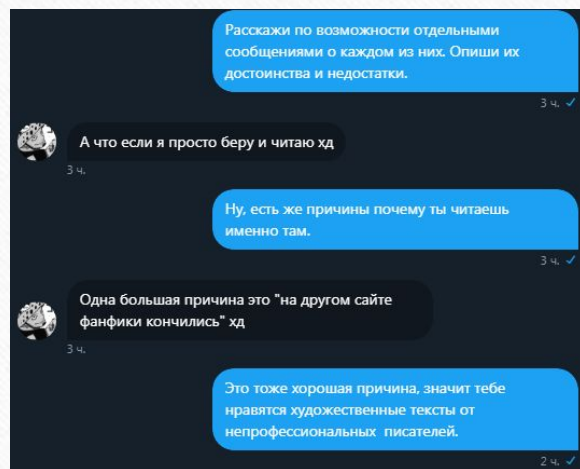 Расскажи по возможности отдельными
сообщениями о каждом из них. Опиши их
достоинства и недостатки.
3 ч. ✓
А что если я просто беру и читаю хд
3 ч.
Ну, есть же причины почему ты читаешь
именно там.
3 ч. ✓
Одна большая причина это "на другом сайте
фанфики кончились" хд
3 ч.
Это тоже хорошая причина, значит тебе
нравятся художественные тексты от
непрофессиональных писателей.
2 ч. ✓